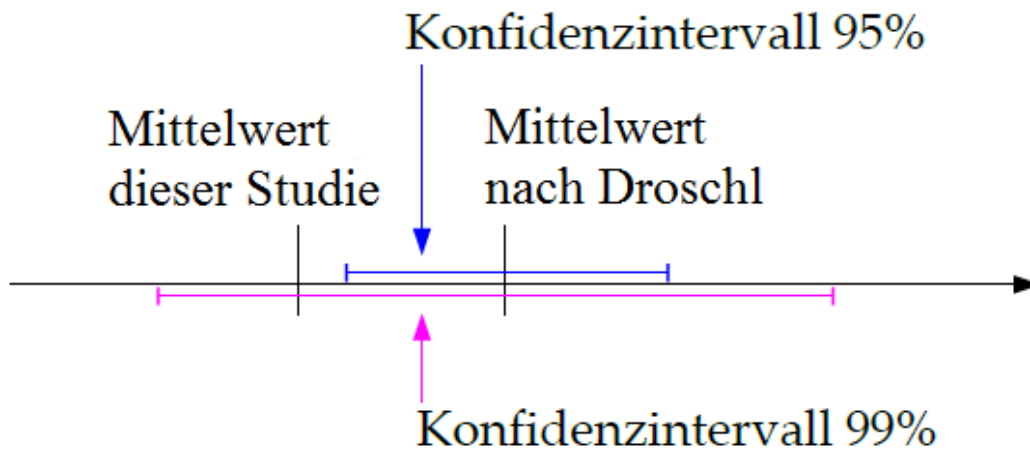 Konfidenzintervall 95%
Mittelwert
dieser Studie
Mittelwert
nach Droschl
Konfidenzintervall 99%